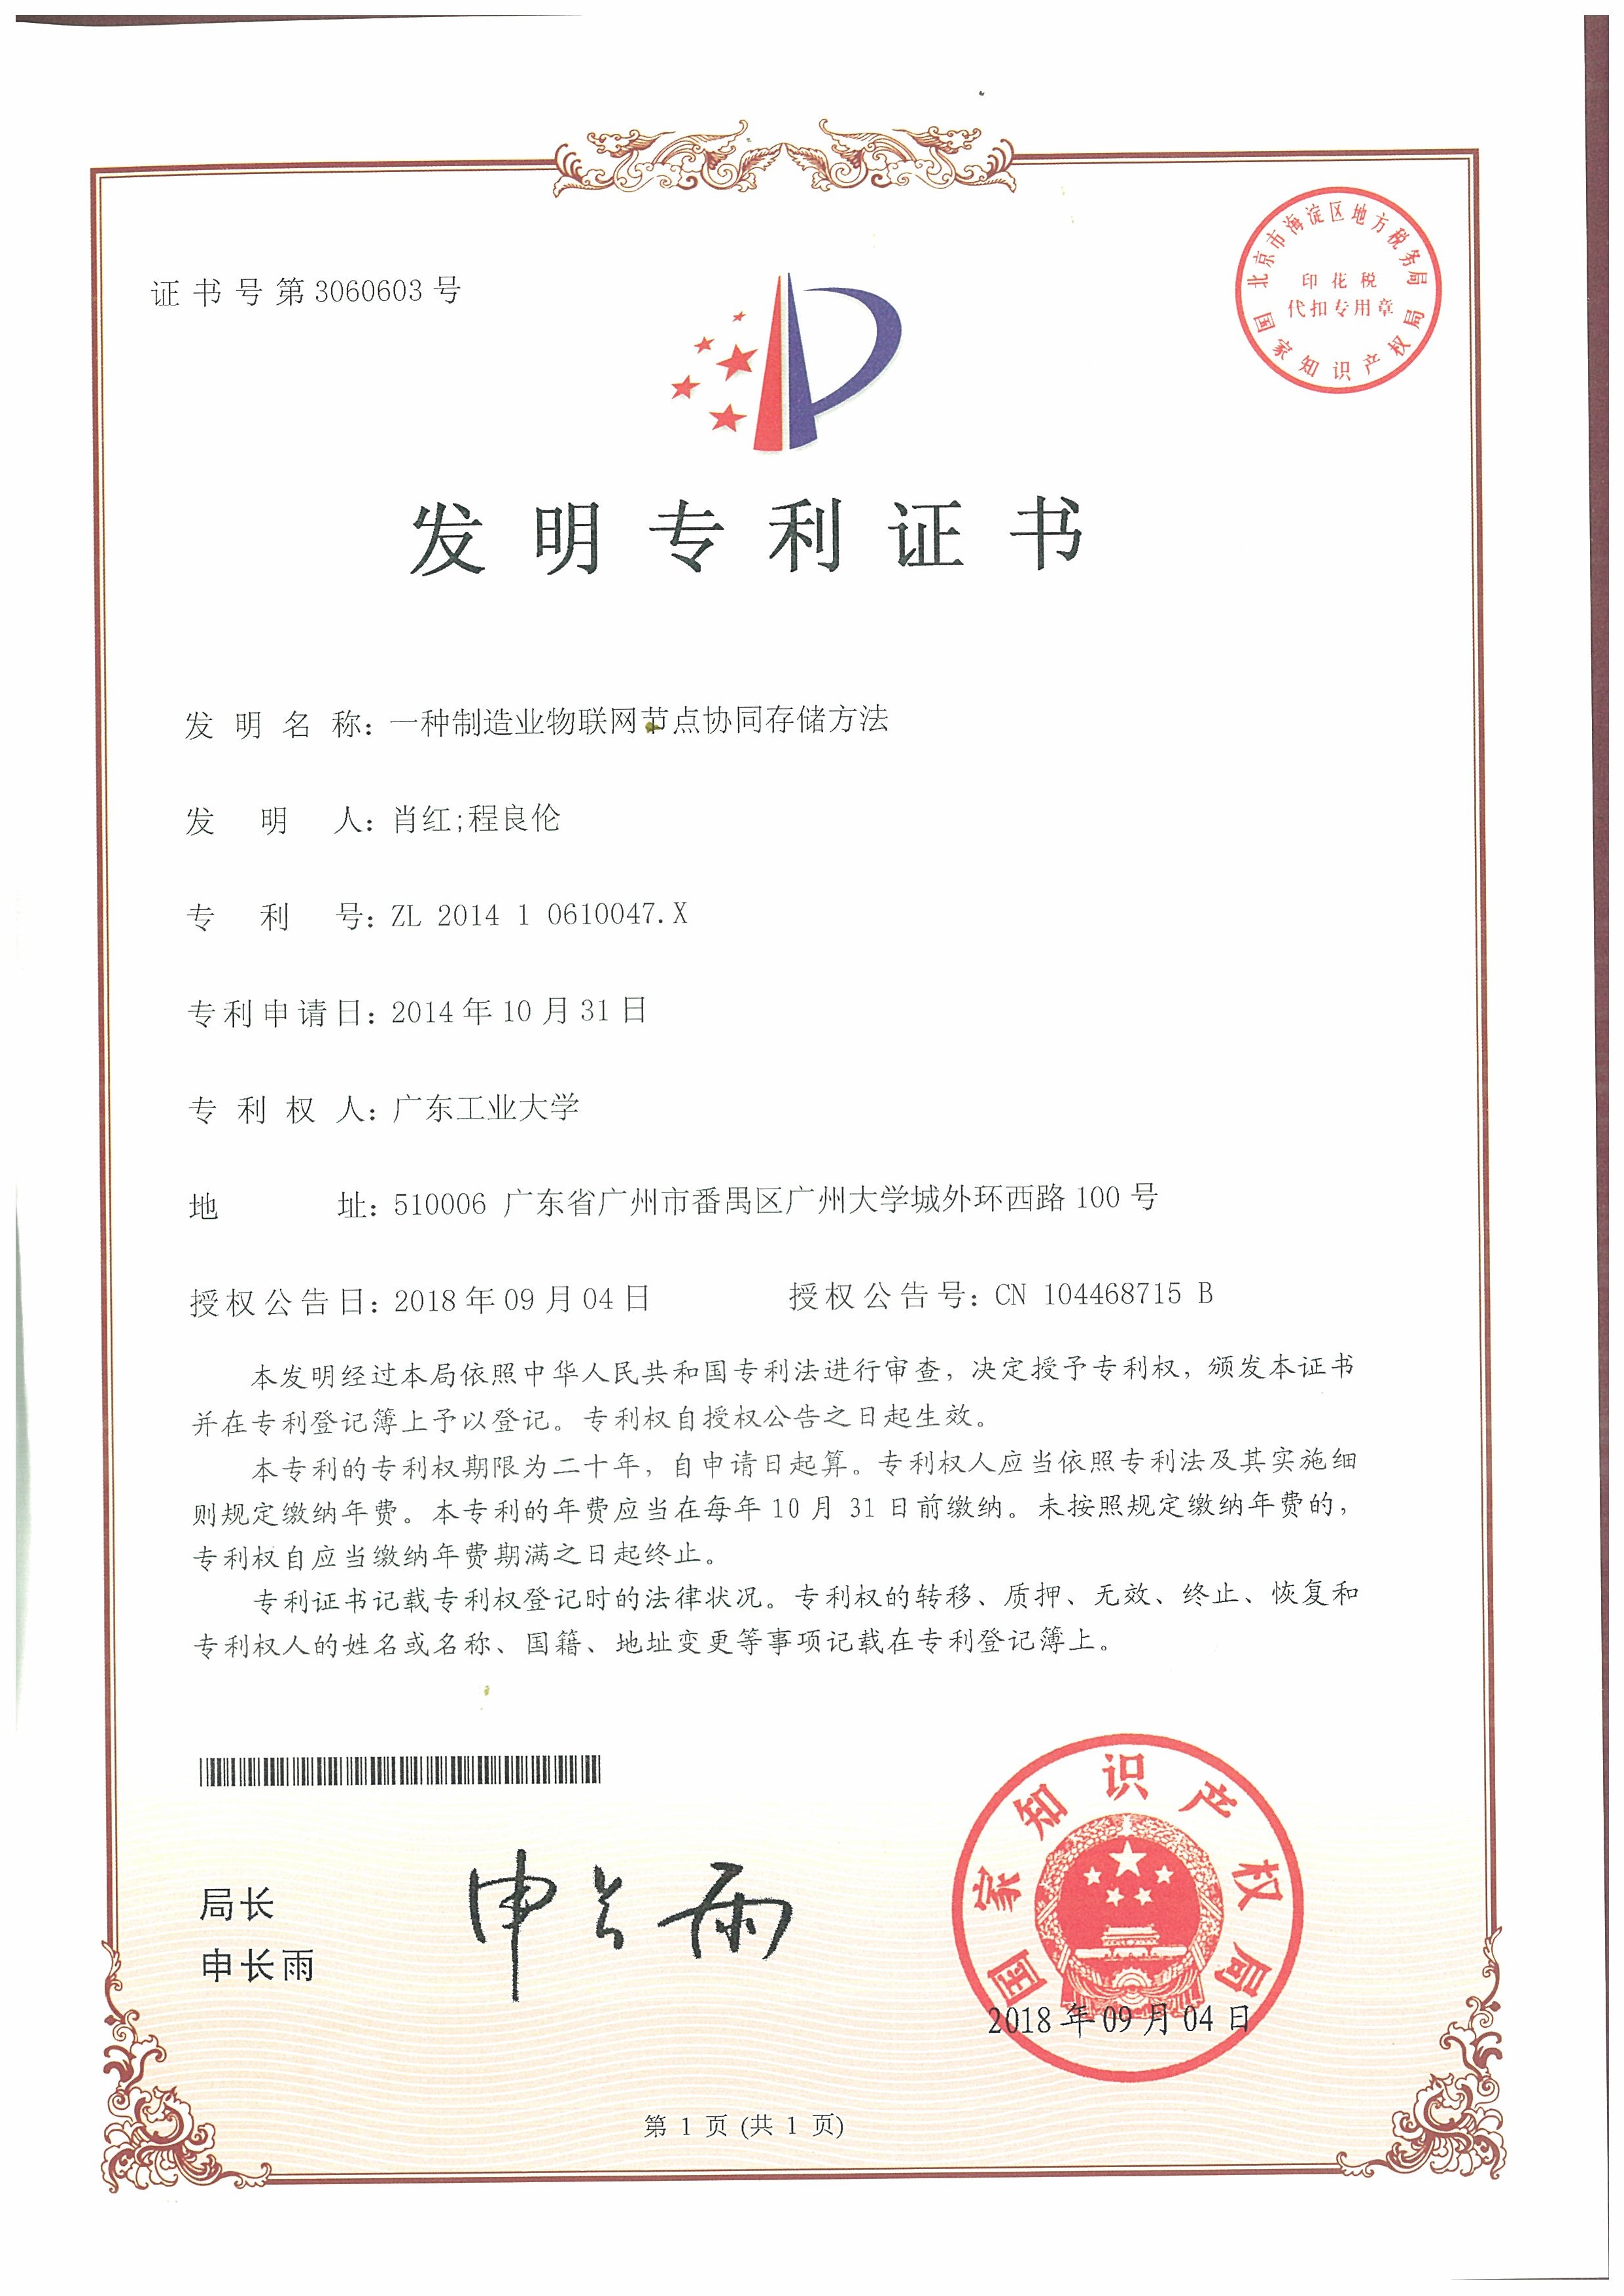 证书号第3060603号
北京市海淀区地方税务局
印花税
代扣专用章
国家知识产权局
发明专利证书
发明名称：一种制造业物联网节点协同存储方法
发明人：肖红;程良伦
专利号：ZL 2014 1 0610047.X
专利申请日：2014年10月31日
专利权人：广东工业大学
地址：510006 广东省广州市番禺区广州大学城外环西路100号
授权公告日：2018年09月04日 授权公告号：CN 104468715 B
本发明经过本局依照中华人民共和国专利法进行审查，决定授予专利权，颁发本证书
并在专利登记簿上予以登记。专利权自授权公告之日起生效。
本专利的专利权期限为二十年，自申请日起算。专利权人应当依照专利法及其实施细
则规定缴纳年费。本专利的年费应当在每年10月31日前缴纳。未按照规定缴纳年费的，
专利权自应当缴纳年费期满之日起终止。
专利证书记载专利权登记时的法律状况。专利权的转移、质押、无效、终止、恢复和
专利权人的姓名或名称、国籍、地址变更等事项记载在专利登记簿上。
局长
申长雨
申长雨
国家知识产权局
2018年09月04日
第 1 页 (共 1 页)